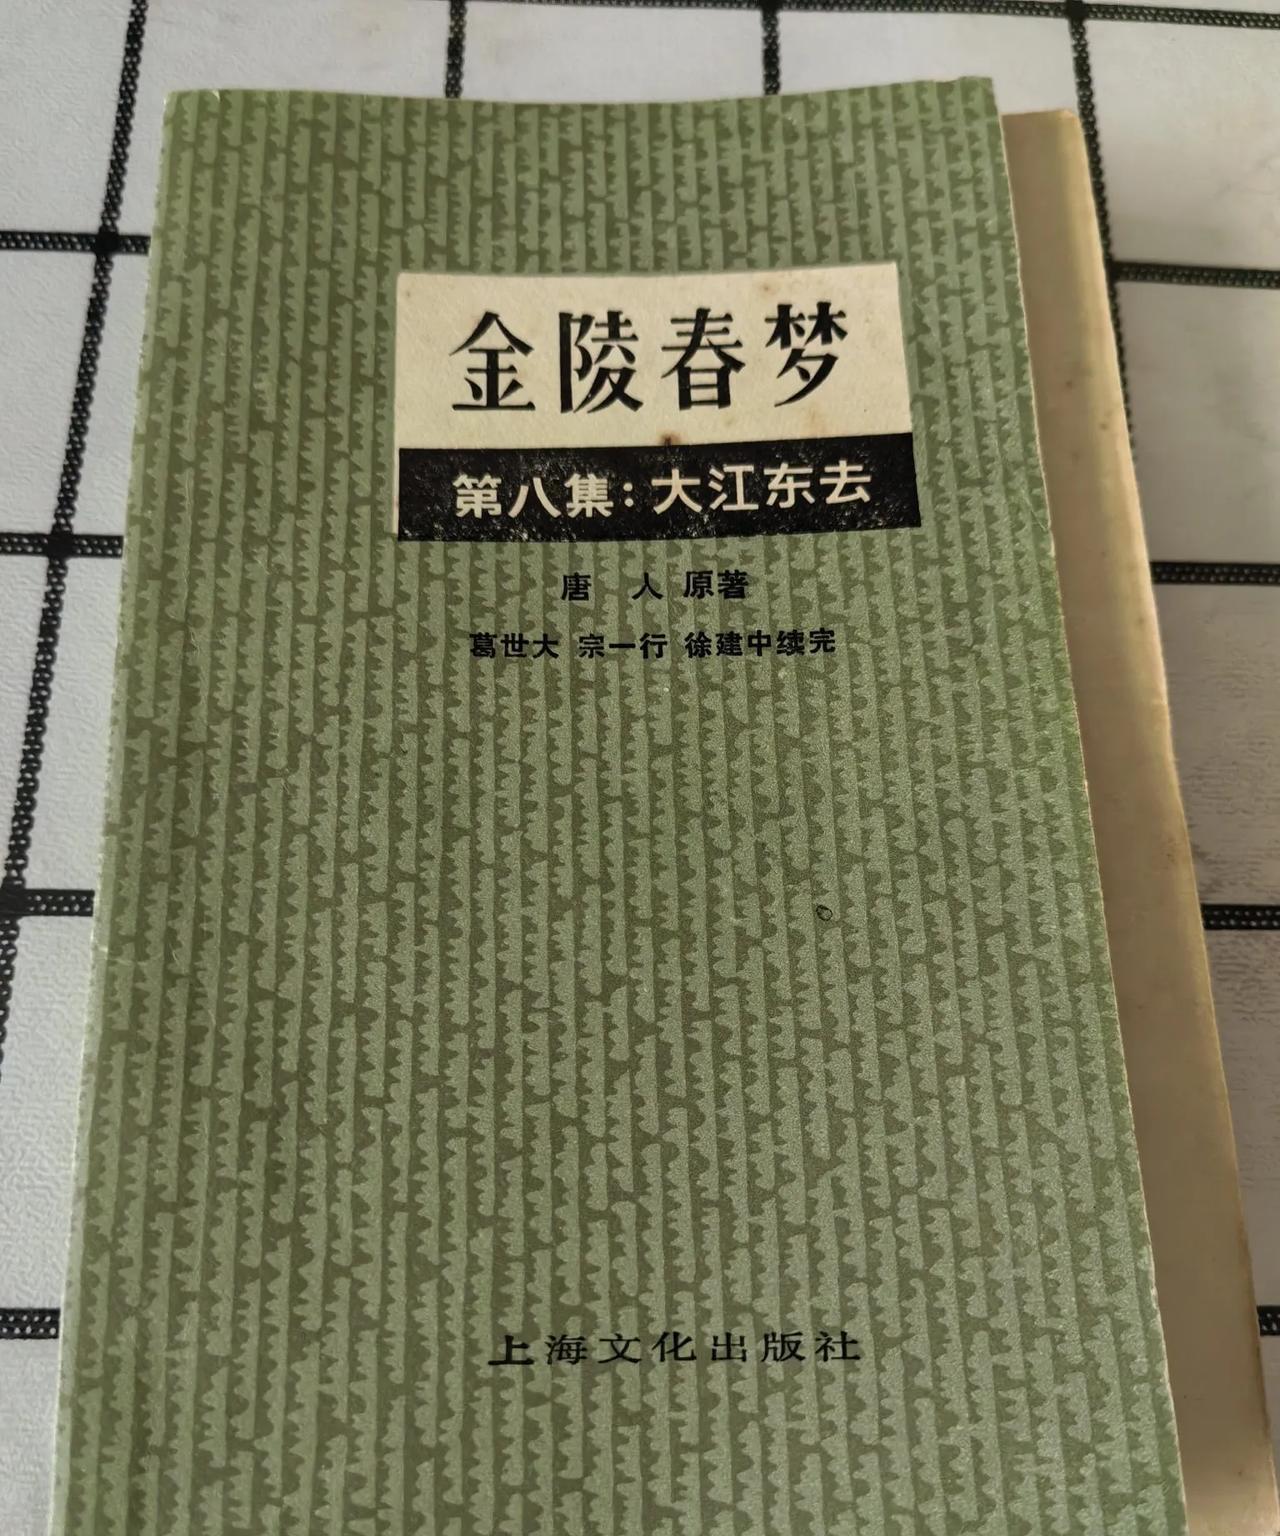 金陵春梦
第八集：大江东去
唐 人 原著
葛世大 宗一行 徐建中续完
上海文化出版社